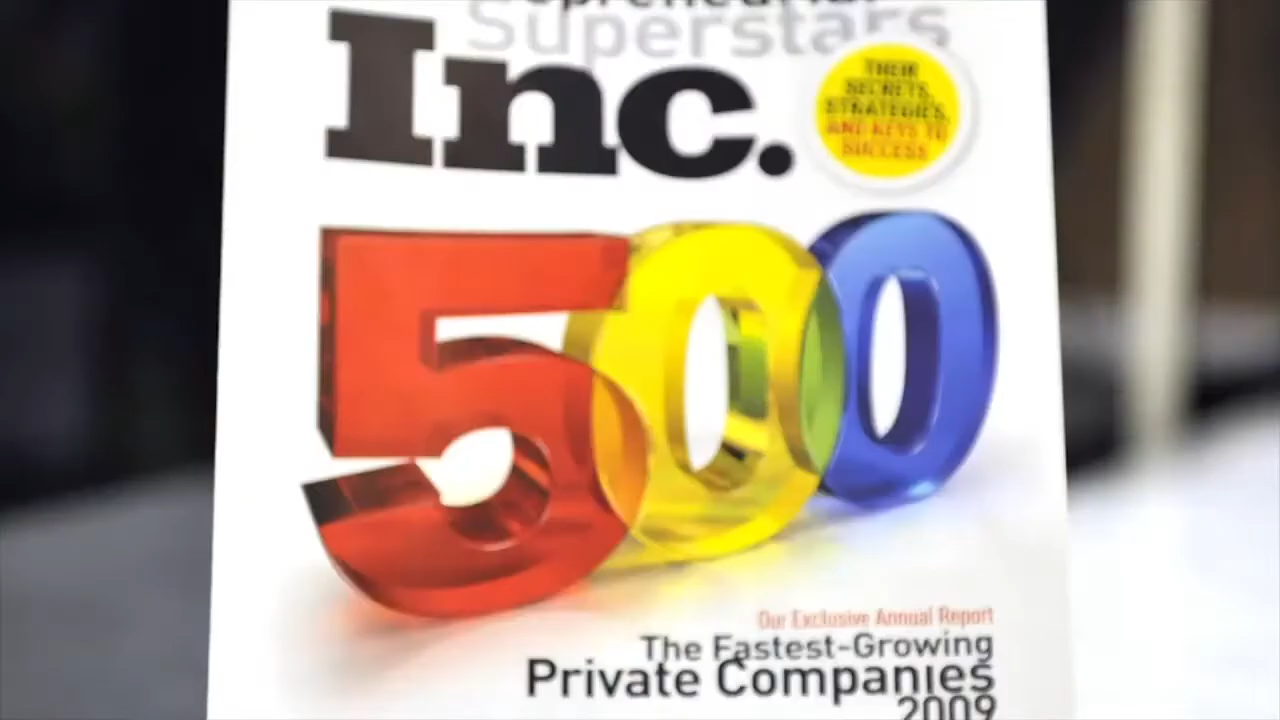 Superstars
Inc.
THEIR
SECRETS,
STRATEGIES,
AND KEYS TO
SUCCESS
500
Our Exclusive Annual Report
The Fastest-Growing
Private Companies
2009